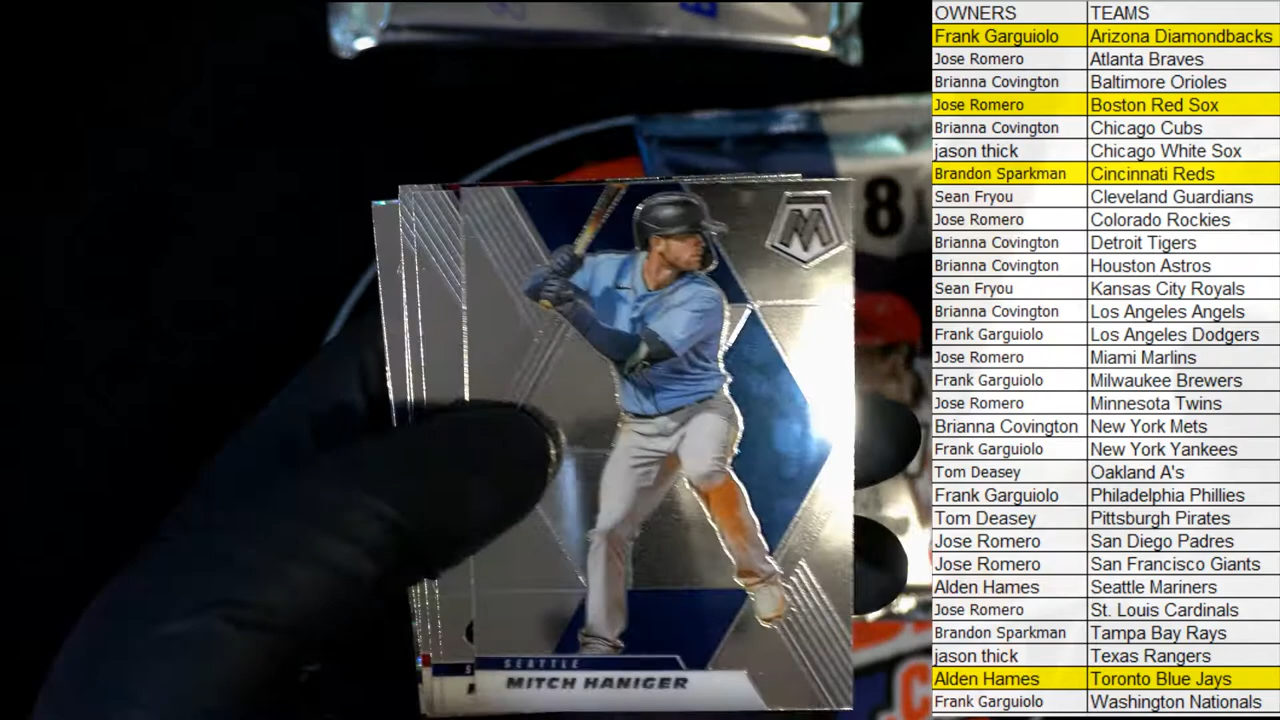 OWNERS TEAMS
Frank Garguiolo Arizona Diamondbacks
Jose Romero Atlanta Braves
Brianna Covington Baltimore Orioles
Jose Romero Boston Red Sox
Brianna Covington Chicago Cubs
jason thick Chicago White Sox
Brandon Sparkman Cincinnati Reds
Sean Fryou Cleveland Guardians
Jose Romero Colorado Rockies
Brianna Covington Detroit Tigers
Brianna Covington Houston Astros
Sean Fryou Kansas City Royals
Brianna Covington Los Angeles Angels
Frank Garguiolo Los Angeles Dodgers
Jose Romero Miami Marlins
Frank Garguiolo Milwaukee Brewers
Jose Romero Minnesota Twins
Brianna Covington New York Mets
Frank Garguiolo New York Yankees
Tom Deasey Oakland A's
Frank Garguiolo Philadelphia Phillies
Tom Deasey Pittsburgh Pirates
Jose Romero San Diego Padres
Jose Romero San Francisco Giants
Alden Hames Seattle Mariners
Jose Romero St. Louis Cardinals
Brandon Sparkman Tampa Bay Rays
jason thick Texas Rangers
Alden Hames Toronto Blue Jays
Frank Garguiolo Washington Nationals
M
8
SEATTLE
MITCH HANIGER